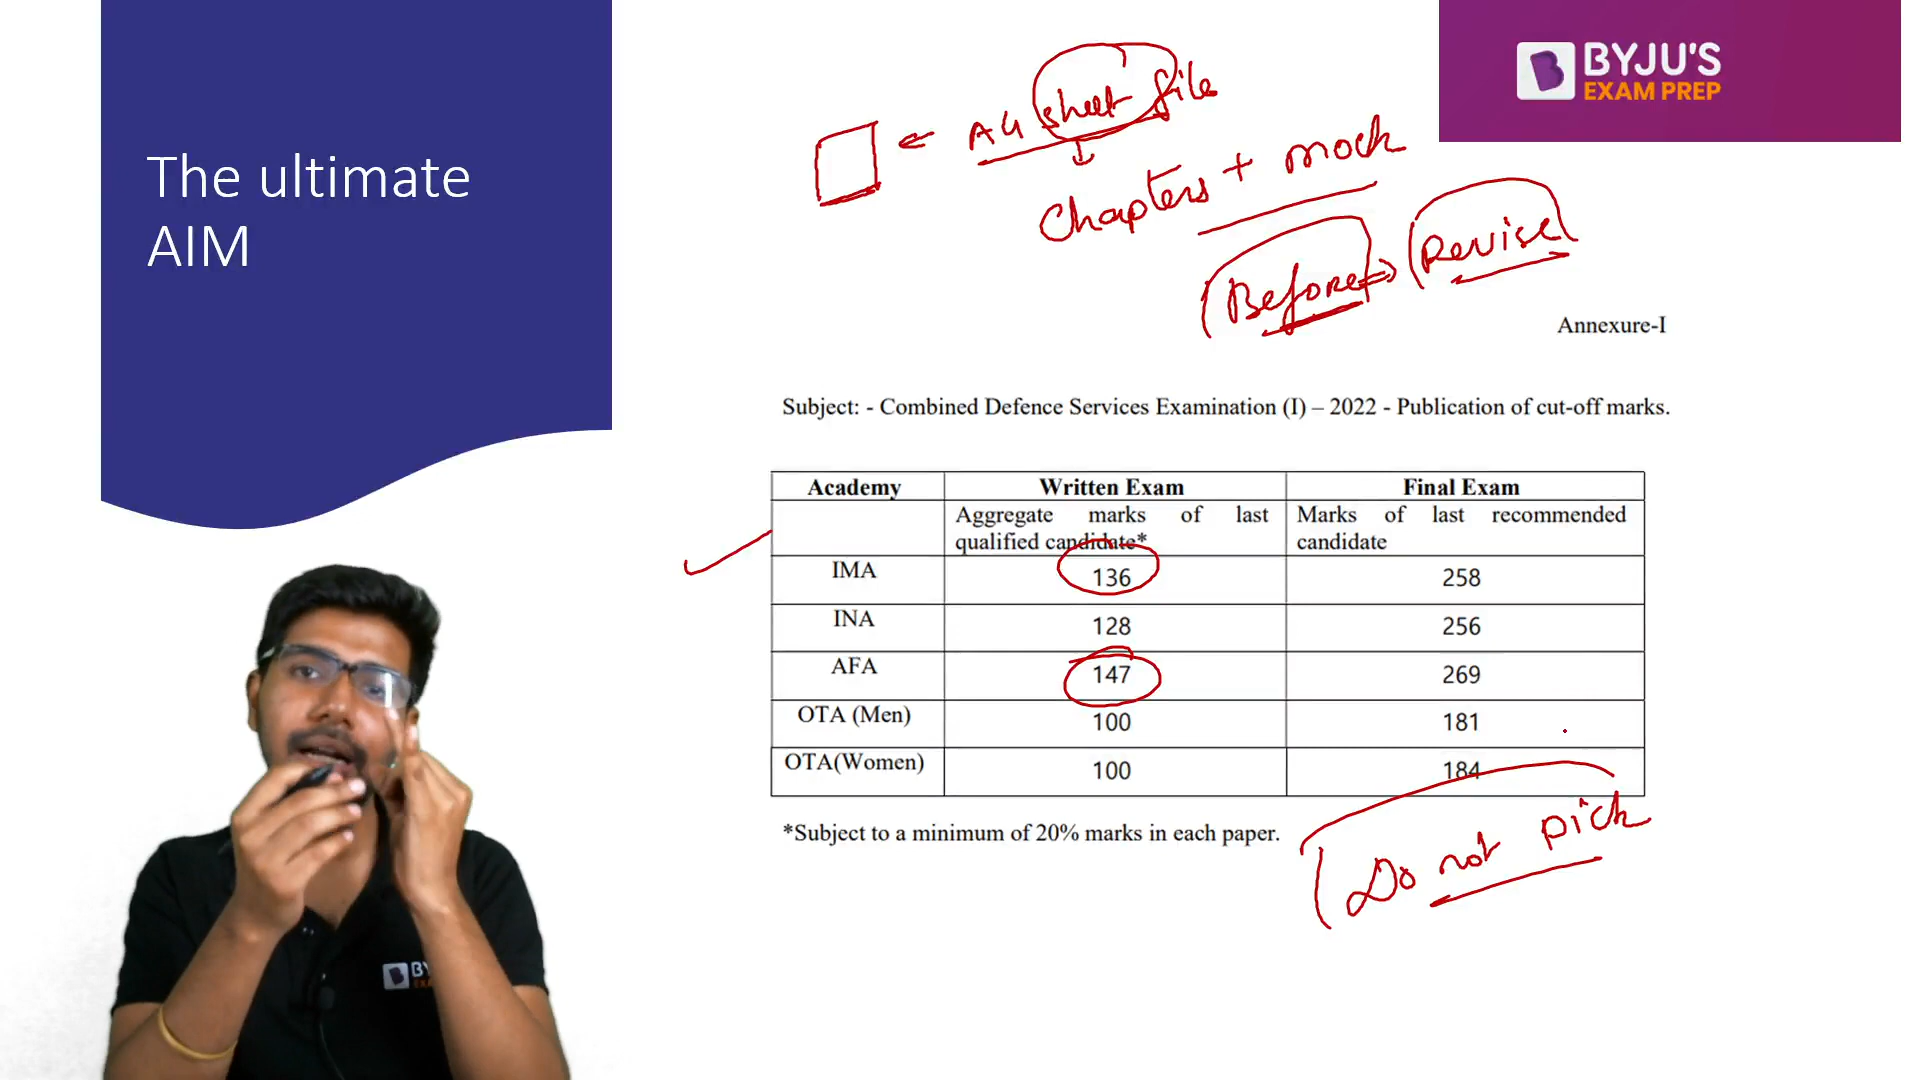 The ultimate
AIM
BYJU'S
EXAM PREP
← A4 sheet file
Chapters + mock
Before → Revise
Annexure-I
Subject: - Combined Defence Services Examination (I) – 2022 - Publication of cut-off marks.
Academy Written Exam Final Exam
Aggregate marks of last qualified candidate* Marks of last recommended candidate
IMA 136 258
INA 128 256
AFA 147 269
OTA (Men) 100 181
OTA(Women) 100 184
*Subject to a minimum of 20% marks in each paper.
Do not pick